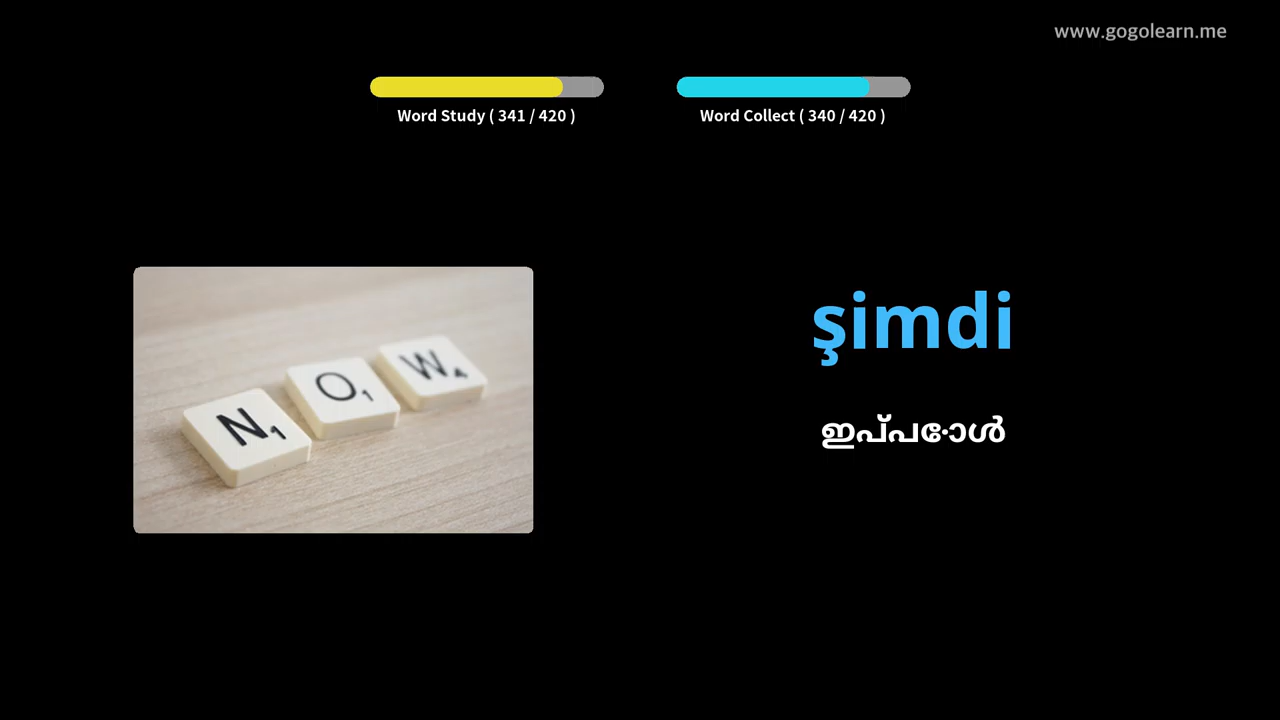 www.gogolearn.me
Word Study ( 341 / 420 )
Word Collect ( 340 / 420 )
N1 O1 W4
şimdi
ഇപ്പോൾ